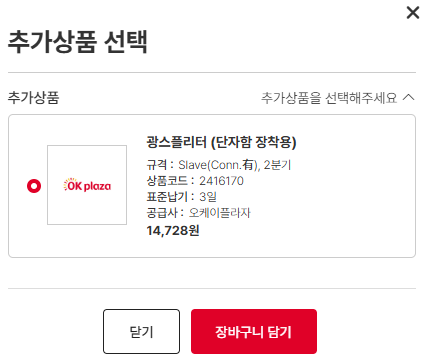 추가상품 선택
추가상품
추가상품을 선택해주세요
광스플리터 (단자함 장착용)
OK plaza
규격 : Slave(Conn.有), 2분기
상품코드 : 2416170
표준납기 : 3일
공급사 : 오케이플라자
14,728원
닫기
장바구니 담기